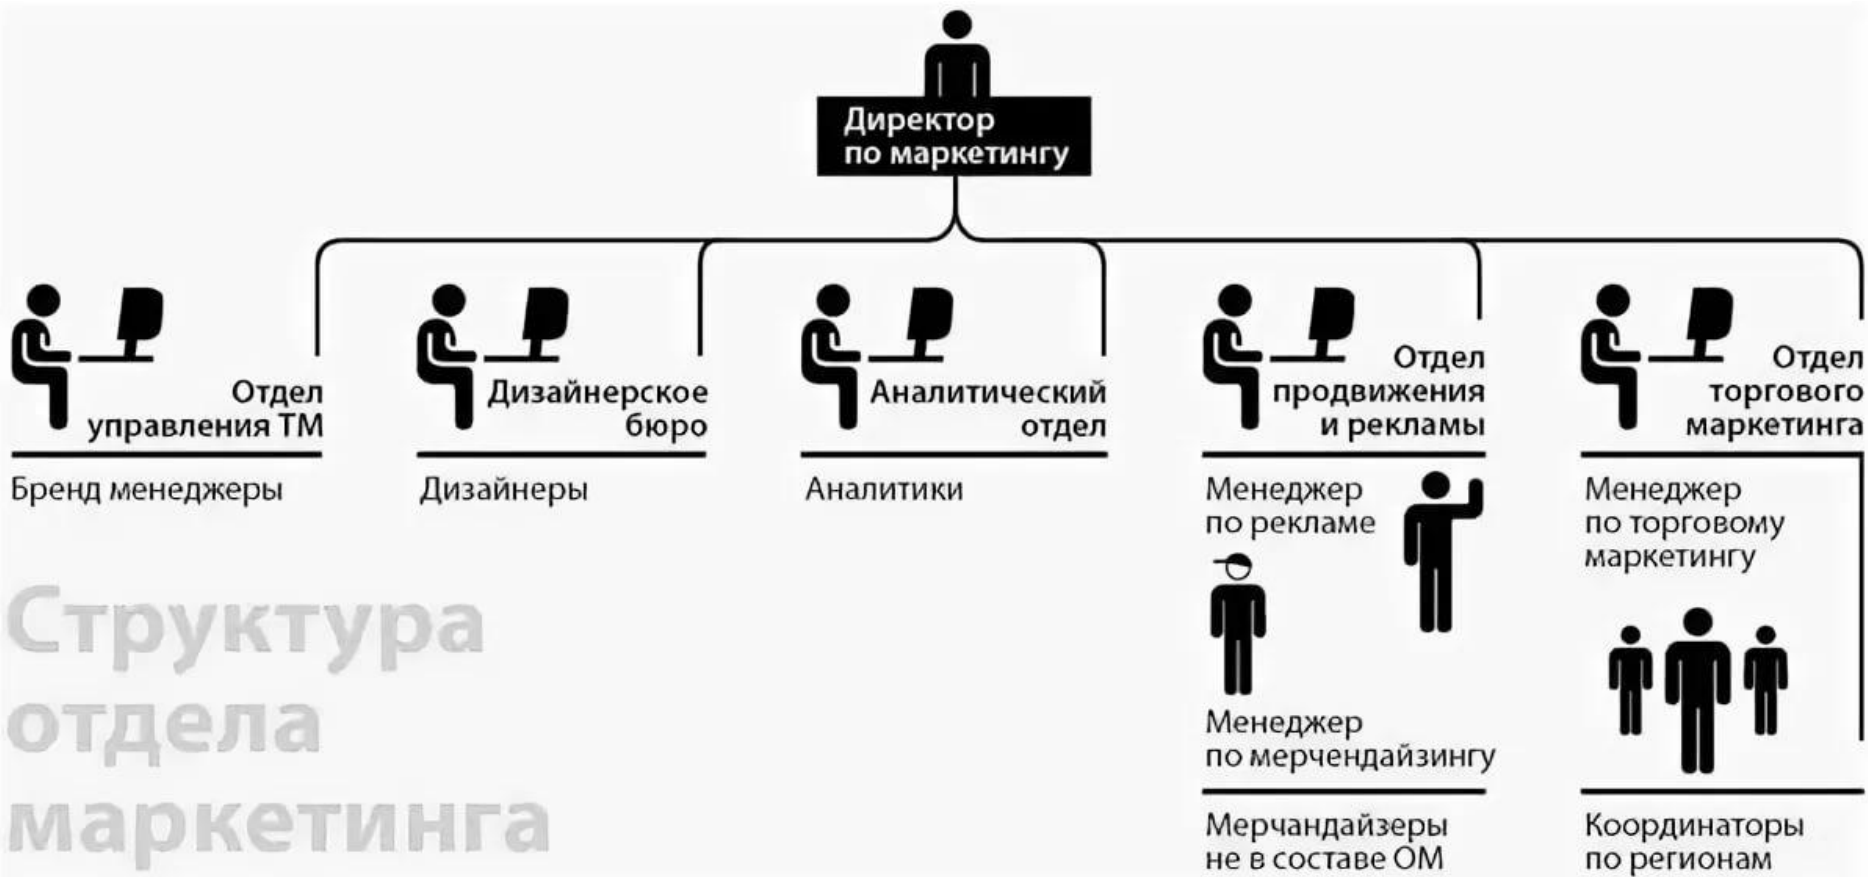 Директор
по маркетингу
Отдел
управления ТМ
Бренд менеджеры
Дизайнерское
бюро
Дизайнеры
Аналитический
отдел
Аналитики
Отдел
продвижения
и рекламы
Менеджер
по рекламе
Менеджер
по мерчендайзингу
Мерчандайзеры
не в составе ОМ
Отдел
торгового
маркетинга
Менеджер
по торговому
маркетингу
Координаторы
по регионам
Структура
отдела
маркетинга